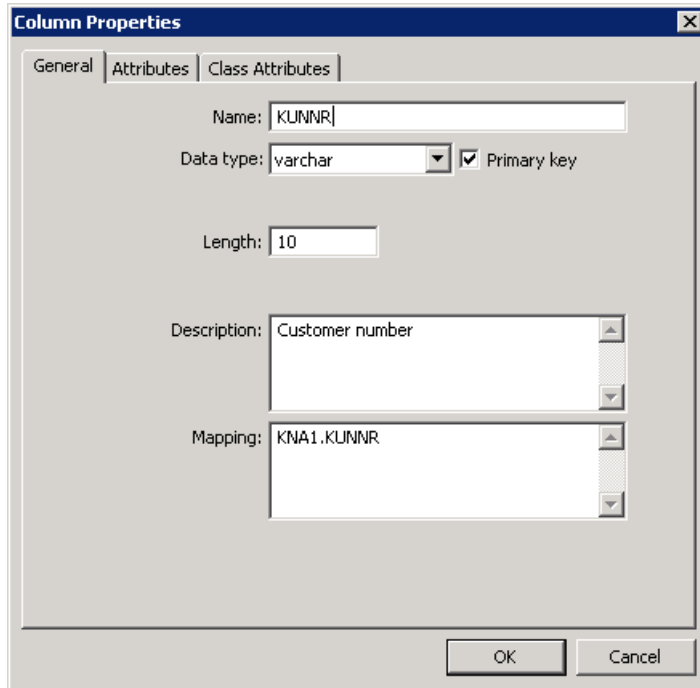 Column Properties
General Attributes Class Attributes
Name: KUNNR
Data type: varchar Primary key
Length: 10
Description: Customer number
Mapping: KNA1.KUNNR
OK Cancel